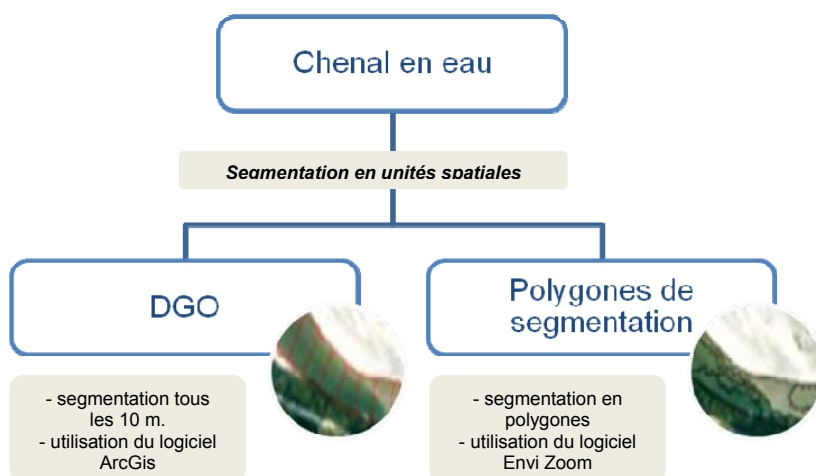 Chenal en eau
Segmentation en unités spatiales
DGO
Polygones de
segmentation
- segmentation tous
les 10 m.
- utilisation du logiciel
ArcGis
- segmentation en
polygones
- utilisation du logiciel
Envi Zoom